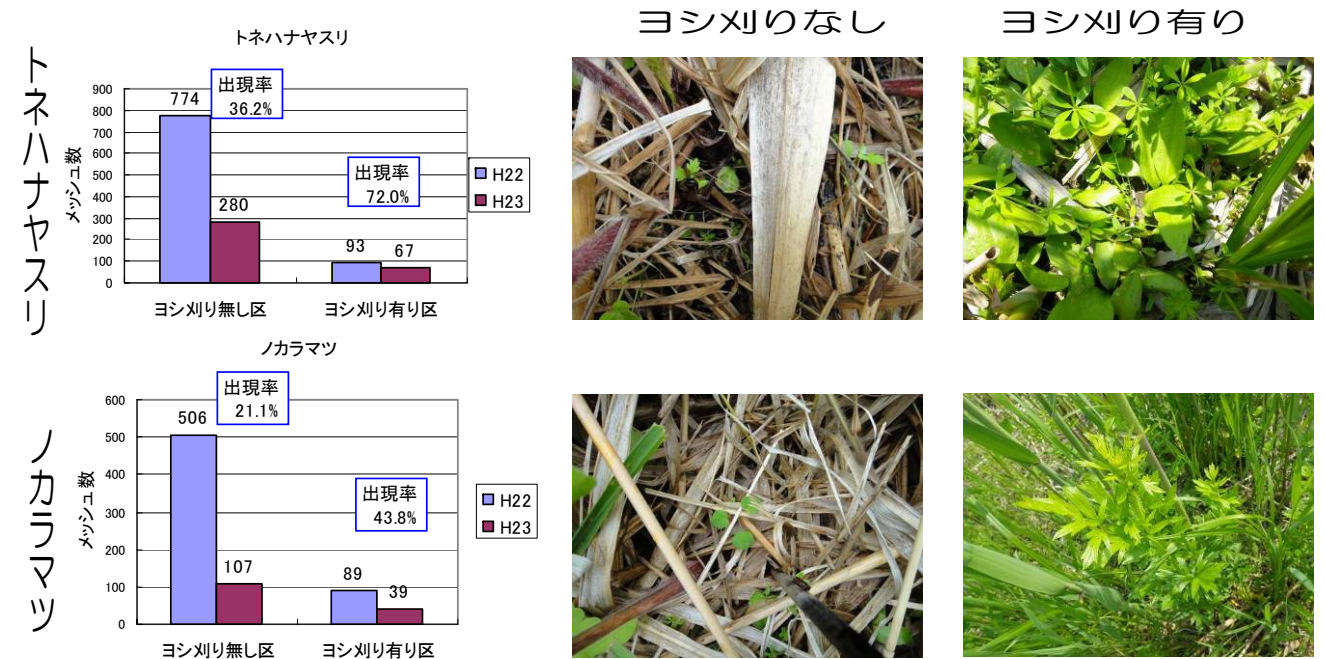 ヨシ刈りなし
ヨシ刈り有り
トネハナヤスリ
トネハナヤスリ
メッシュ数
900
800
700
600
500
400
300
200
100
0
774
280
出現率
36.2%
93
67
出現率
72.0%
H22
H23
ヨシ刈り無し区
ヨシ刈り有り区
ノカラマツ
ノカラマツ
メッシュ数
600
500
400
300
200
100
0
506
107
出現率
21.1%
89
39
出現率
43.8%
H22
H23
ヨシ刈り無し区
ヨシ刈り有り区